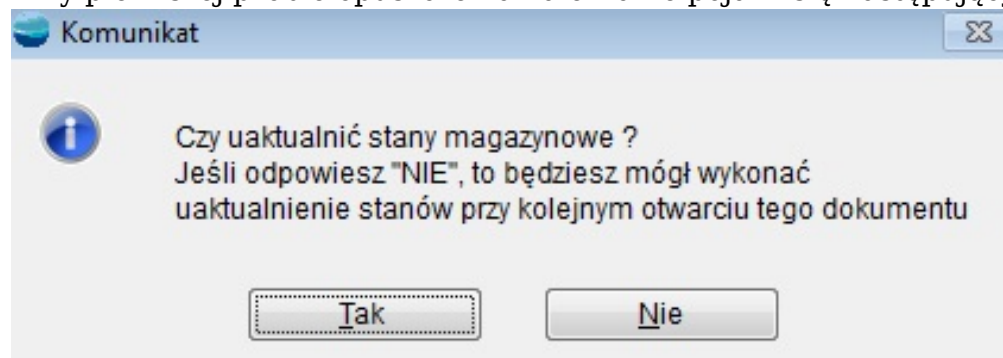 Komunikat
Czy uaktualnić stany magazynowe ?
Jeśli odpowiesz "NIE", to będziesz mógł wykonać
uaktualnienie stanów przy kolejnym otwarciu tego dokumentu
Tak
Nie